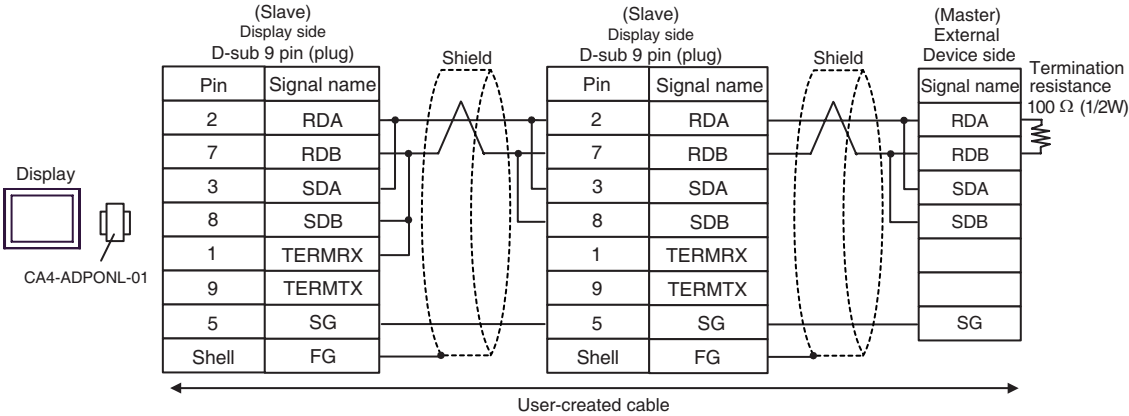 (Slave)
Display side
D-sub 9 pin (plug)
Shield
(Slave)
Display side
D-sub 9 pin (plug)
Shield
(Master)
External
Device side
Termination
resistance
100 Ω (1/2W)
Pin Signal name Pin Signal name Signal name
2 RDA 2 RDA RDA
7 RDB 7 RDB RDB
3 SDA 3 SDA SDA
8 SDB 8 SDB SDB
1 TERMRX 1 TERMRX
9 TERMTX 9 TERMTX
5 SG 5 SG SG
Shell FG Shell FG
Display
CA4-ADPONL-01
User-created cable